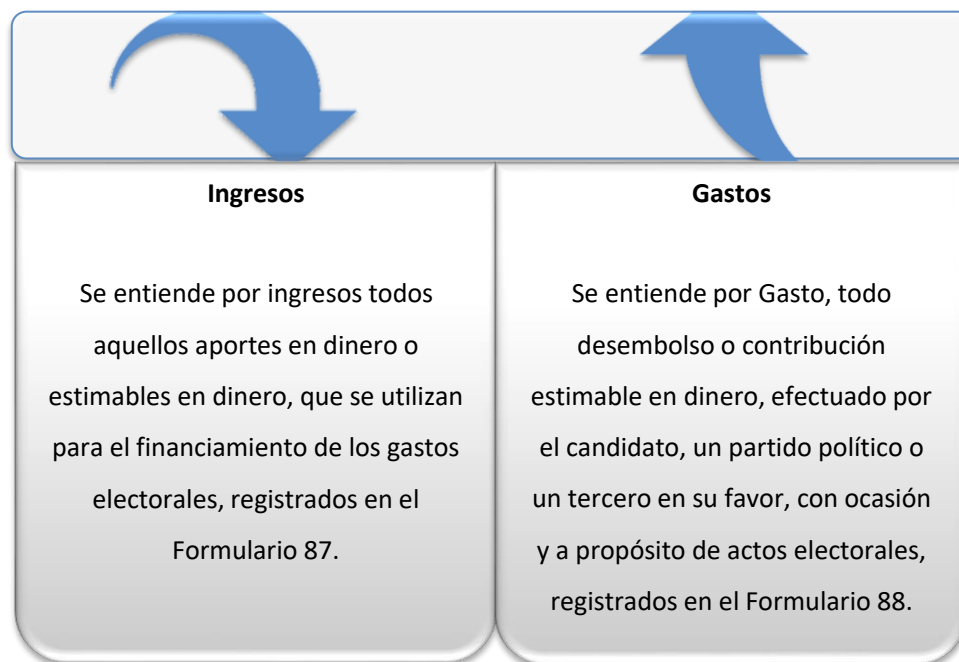 Ingresos
Se entiende por ingresos todos
aquellos aportes en dinero o
estimables en dinero, que se utilizan
para el financiamiento de los gastos
electorales, registrados en el
Formulario 87.
Gastos
Se entiende por Gasto, todo
desembolso o contribución
estimable en dinero, efectuado por
el candidato, un partido político o
un tercero en su favor, con ocasión
y a propósito de actos electorales,
registrados en el Formulario 88.